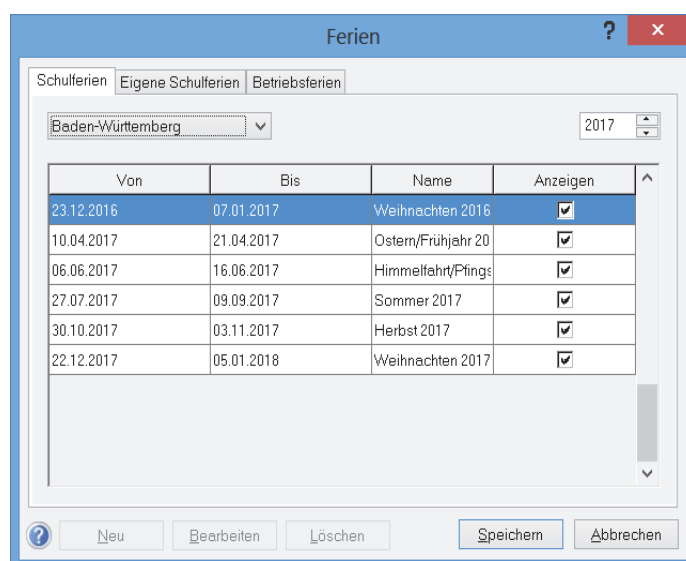 Ferien ?
Schulferien Eigene Schulferien Betriebsferien
Baden-Württemberg 2017
Von Bis Name Anzeigen
23.12.2016 07.01.2017 Weihnachten 2016
10.04.2017 21.04.2017 Ostern/Frühjahr 20
06.06.2017 16.06.2017 Himmelfahrt/Pfings
27.07.2017 09.09.2017 Sommer 2017
30.10.2017 03.11.2017 Herbst 2017
22.12.2017 05.01.2018 Weihnachten 2017
? Neu Bearbeiten Löschen Speichern Abbrechen